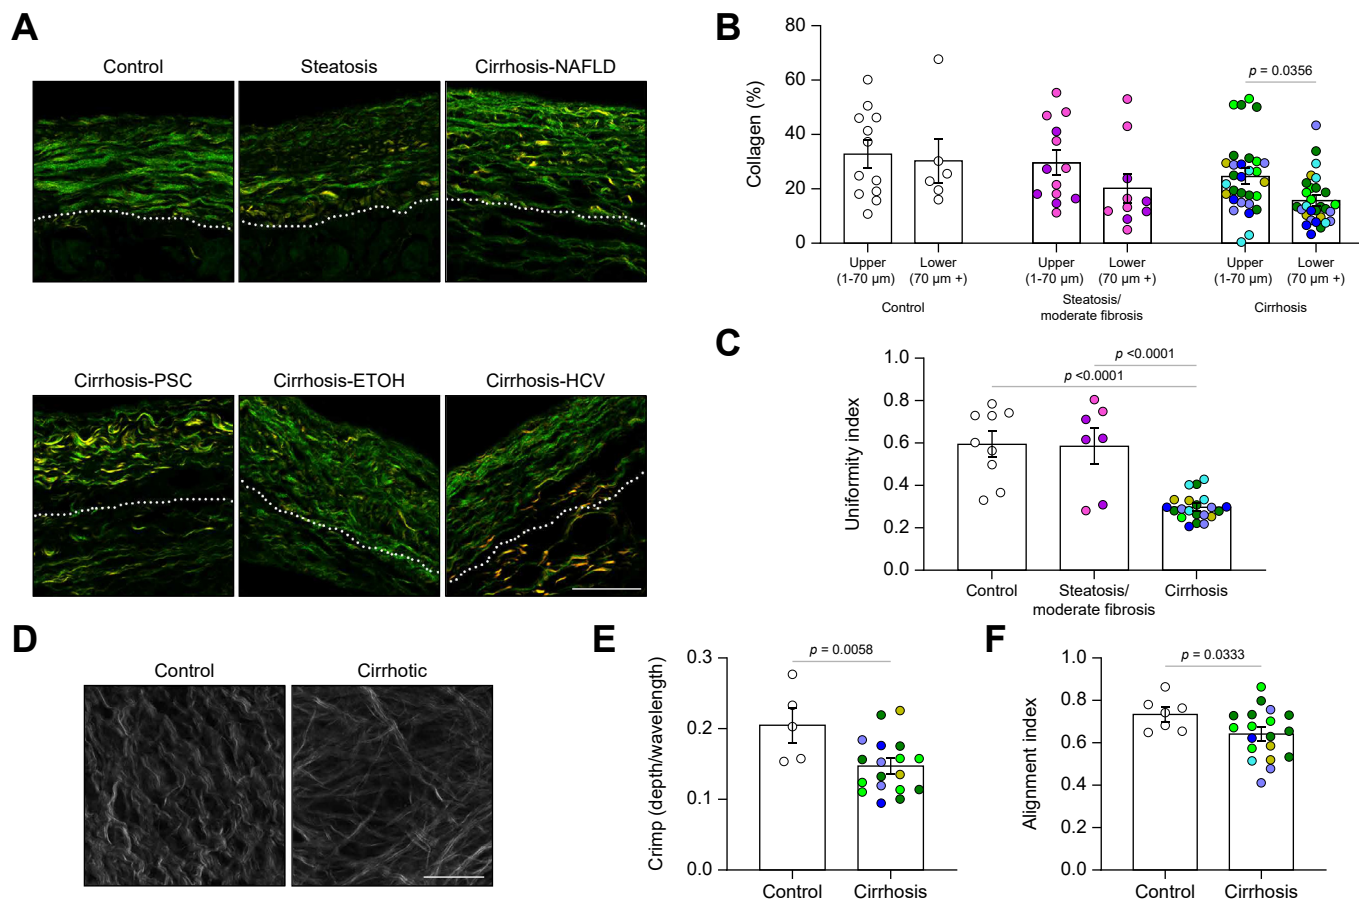 A
Control
Steatosis
Cirrhosis-NAFLD
Cirrhosis-PSC
Cirrhosis-ETOH
Cirrhosis-HCV
B
Collagen (%)
80
60
40
20
0
p = 0.0356
Upper
(1-70 µm)
Lower
(70 µm +)
Control
Upper
(1-70 µm)
Lower
(70 µm +)
Steatosis/
moderate fibrosis
Upper
(1-70 µm)
Lower
(70 µm +)
Cirrhosis
C
Uniformity index
1.0
0.8
0.6
0.4
0.2
0.0
p <0.0001
p <0.0001
Control
Steatosis/
moderate fibrosis
Cirrhosis
D
Control
Cirrhotic
E
Crimp (depth/wavelength)
0.3
0.2
0.1
0.0
p = 0.0058
Control
Cirrhosis
F
Alignment index
1.0
0.8
0.6
0.4
0.2
0.0
p = 0.0333
Control
Cirrhosis